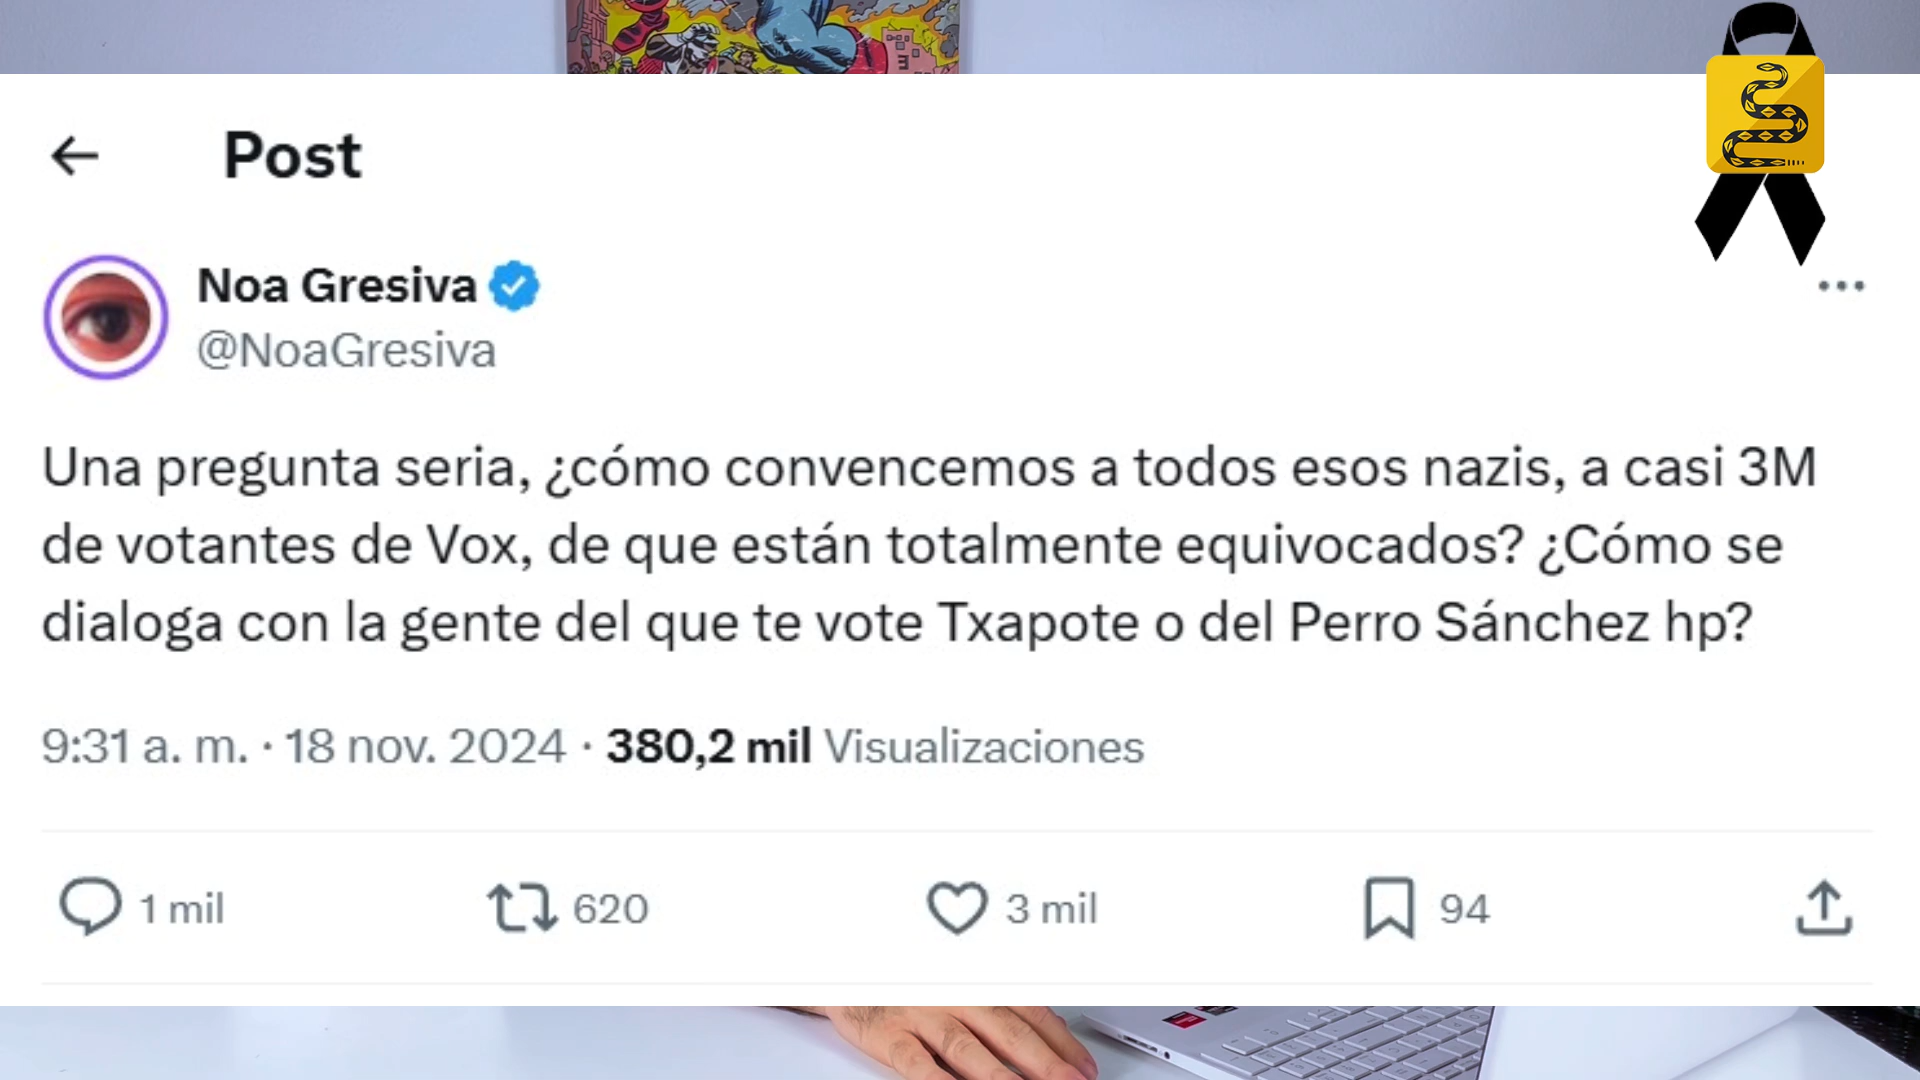 Post
Noa Gresiva
@NoaGresiva
Una pregunta seria, ¿cómo convencemos a todos esos nazis, a casi 3M
de votantes de Vox, de que están totalmente equivocados? ¿Cómo se
dialoga con la gente del que te vote Txapote o del Perro Sánchez hp?
9:31 a. m. · 18 nov. 2024 · 380,2 mil Visualizaciones
1 mil 620 3 mil 94